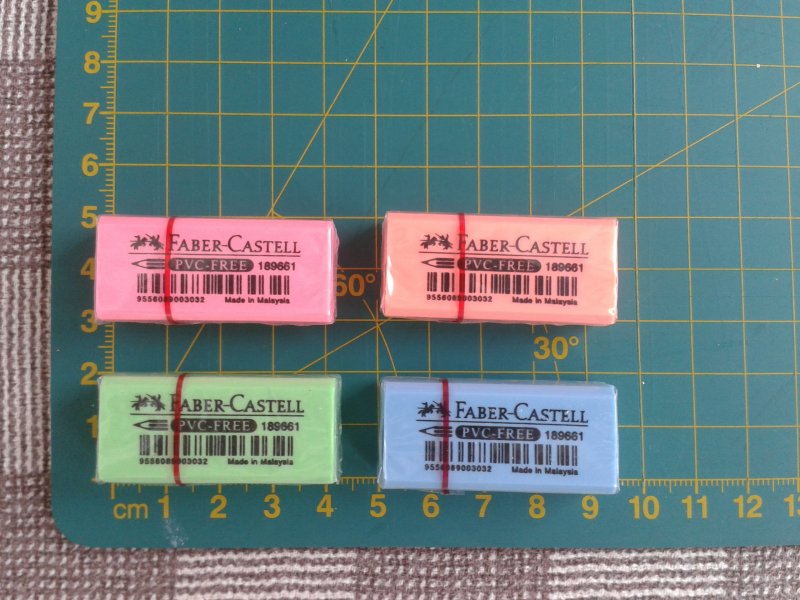 9
8
7
6
5
4
3
2
1
FABER-CASTELL
PVC-FREE 189661
9556089003032 Made in Malaysia
FABER-CASTELL
PVC-FREE 189661
9556089003032 Made in Malaysia
60°
30°
FABER-CASTELL
PVC-FREE 189661
9556089003032 Made in Malaysia
FABER-CASTELL
PVC-FREE 189661
9556089003032 Made in Malaysia
cm 1 2 3 4 5 6 7 8 9 10 11 12